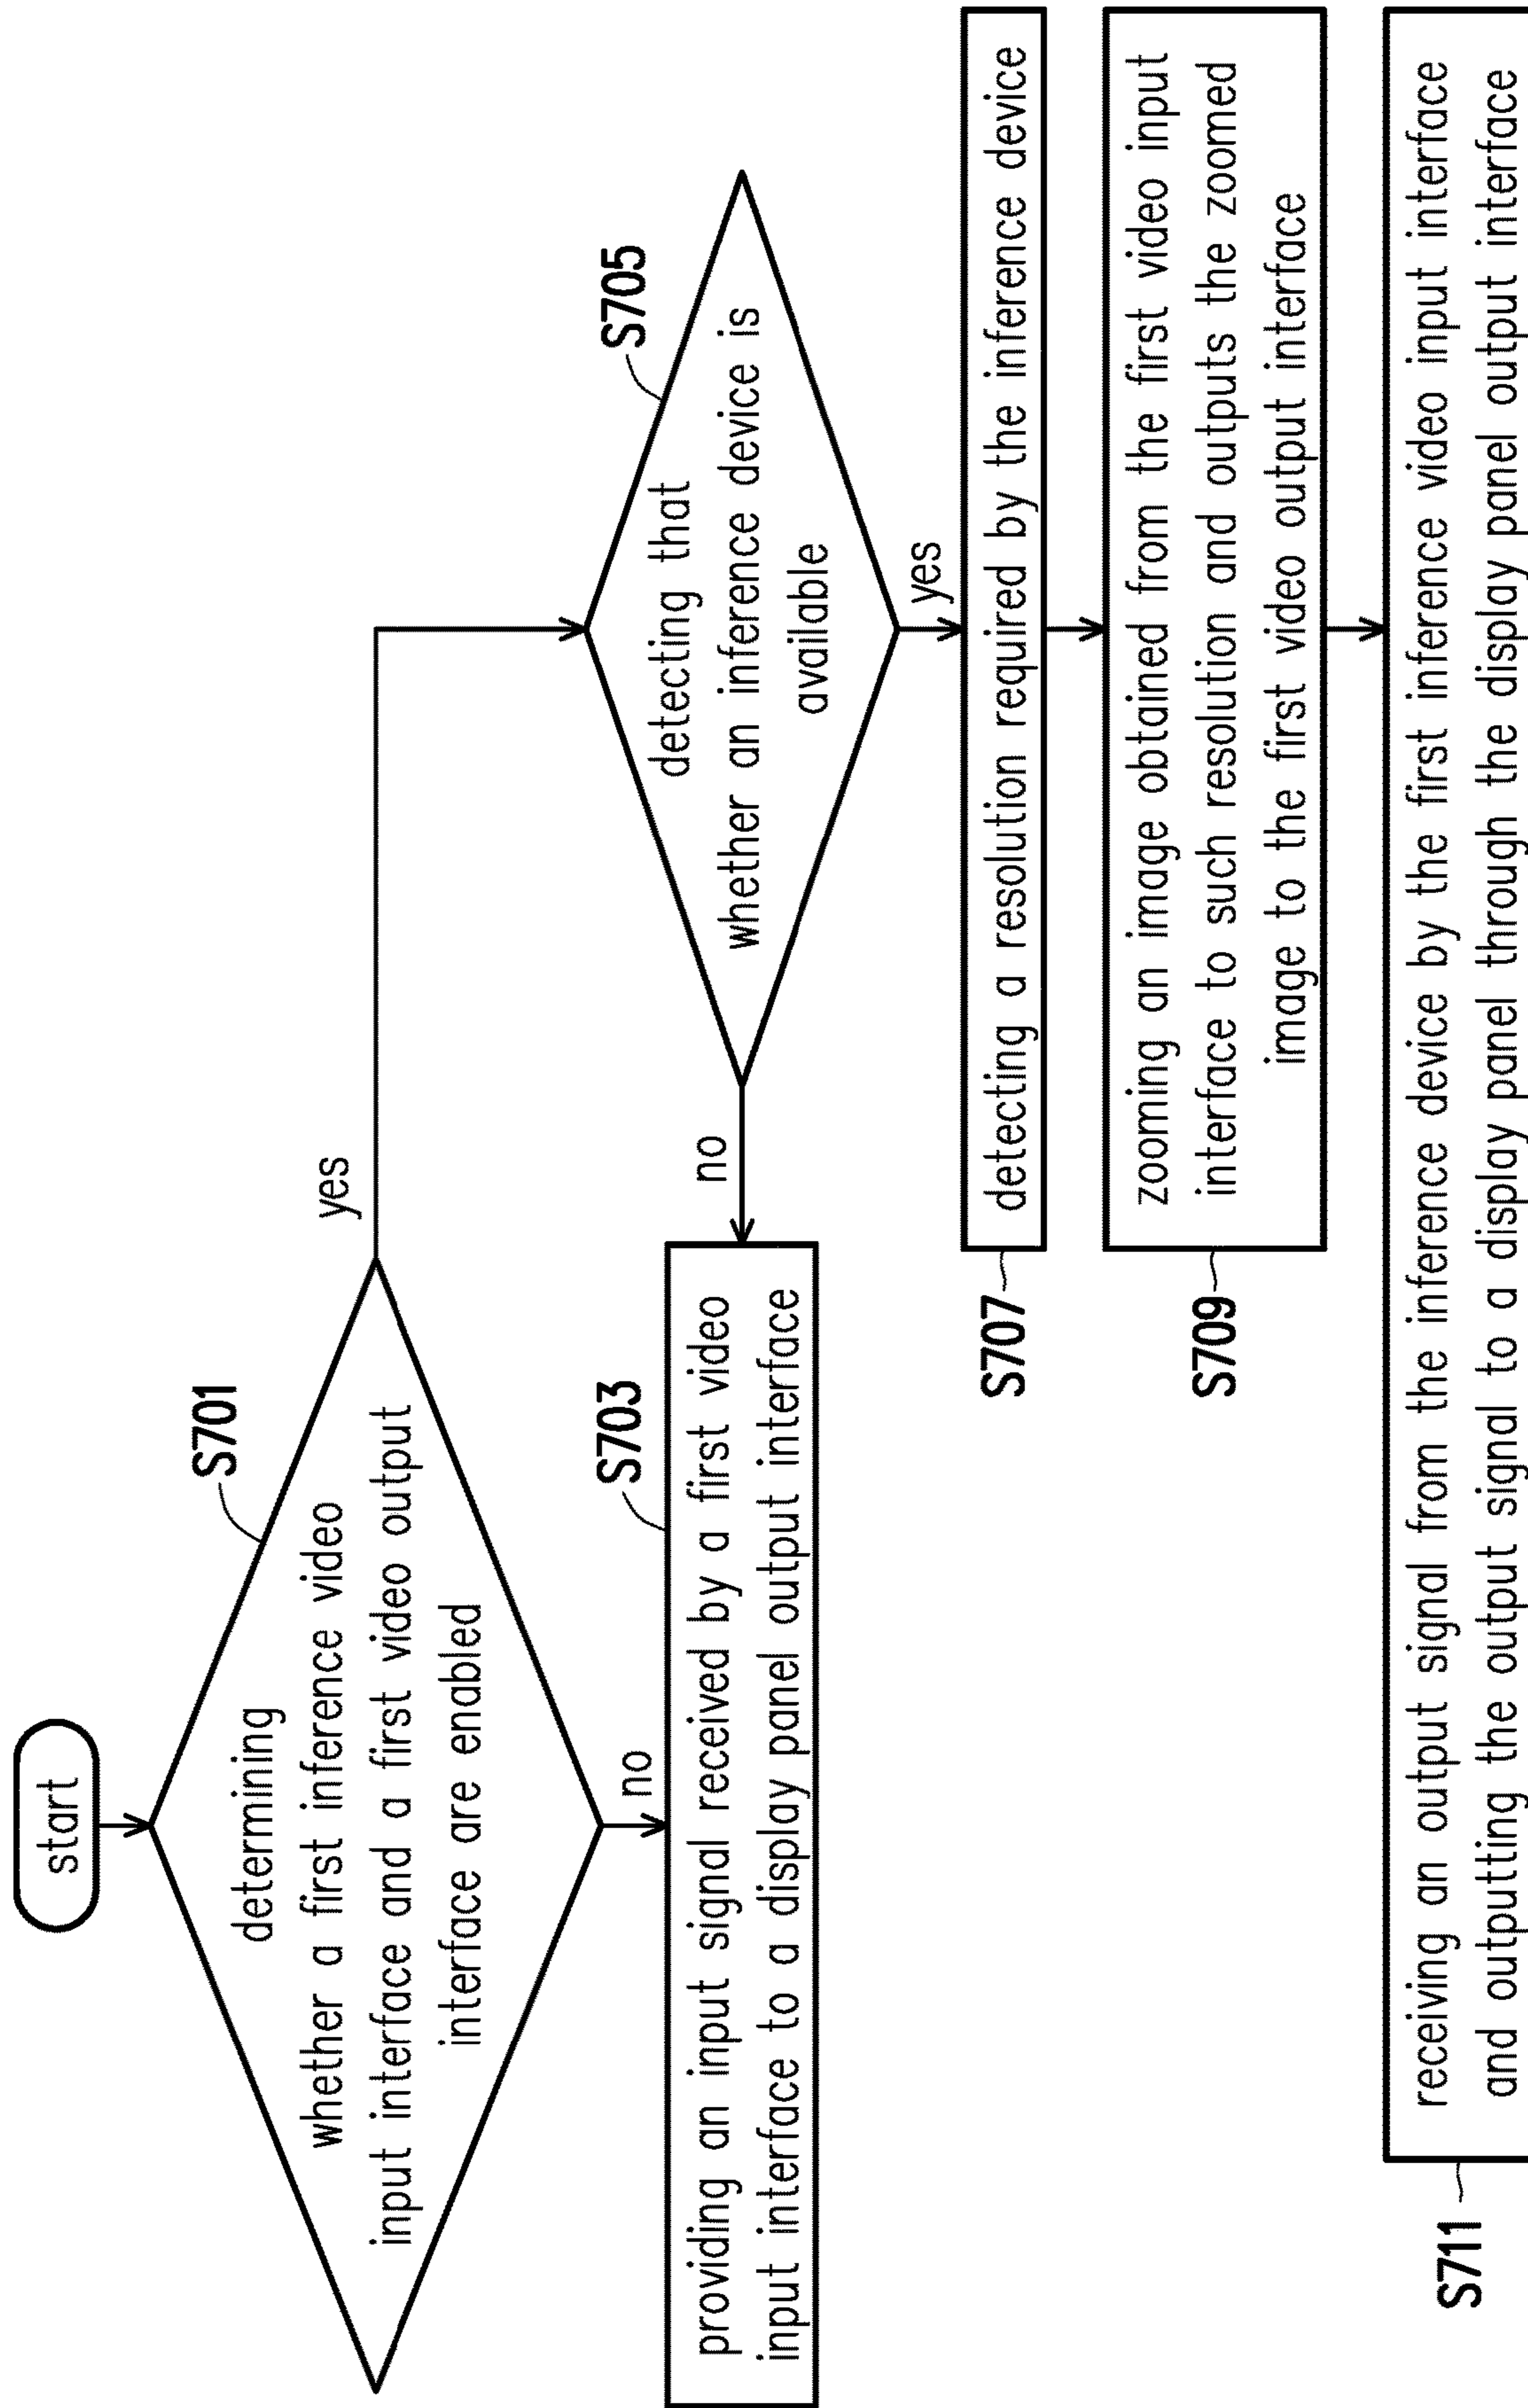 start
S701
determining
whether a first inference video
input interface and a first video output
interface are enabled
yes
no
S703
providing an input signal received by a first video
input interface to a display panel output interface
S705
detecting that
whether an inference device is
available
no
yes
S707
detecting a resolution required by the inference device
S709
zooming an image obtained from the first video input
interface to such resolution and outputs the zoomed
image to the first video output interface
S711
receiving an output signal from the inference device by the first inference video input interface
and outputting the output signal to a display panel through the display panel output interface